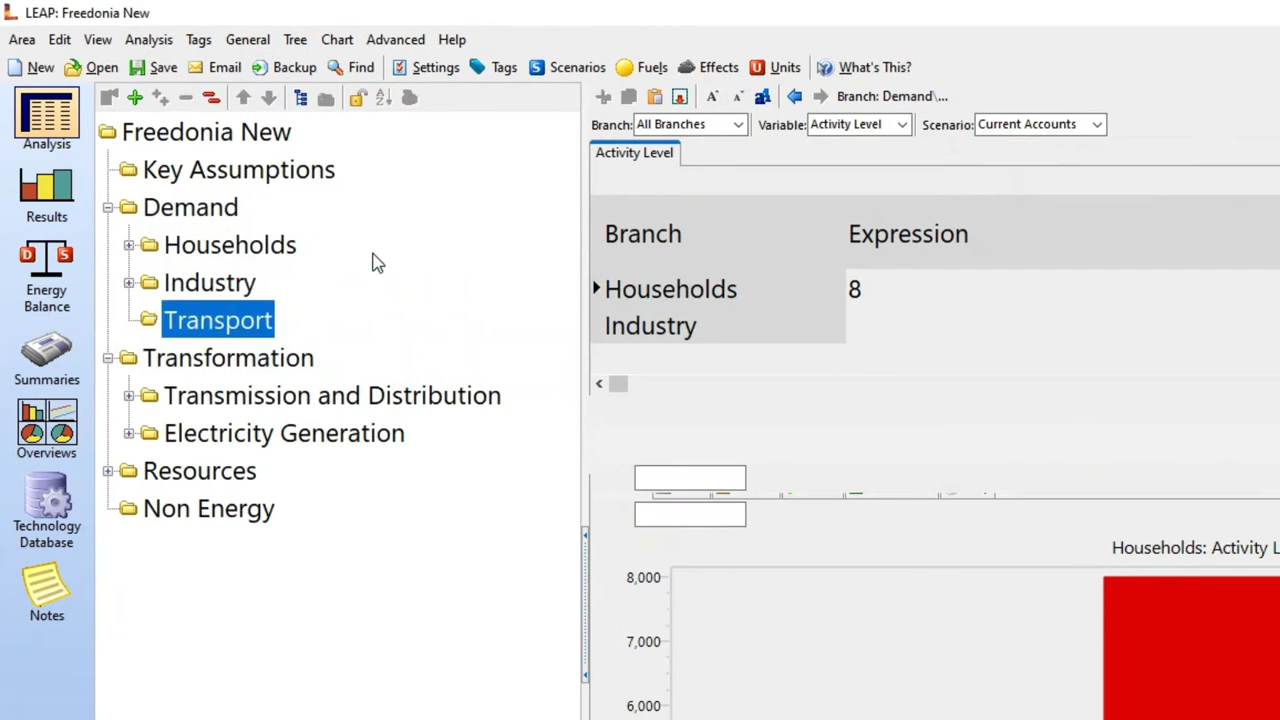 LEAP: Freedonia New
Area Edit View Analysis Tags General Tree Chart Advanced Help
New Open Save Email Backup Find Settings Tags Scenarios Fuels Effects Units What's This?
Branch: Demand\...
Branch: All Branches Variable: Activity Level Scenario: Current Accounts
Activity Level
Analysis
Results
Energy
Balance
Summaries
Overviews
Technology
Database
Notes
Freedonia New
Key Assumptions
Demand
Households
Industry
Transport
Transformation
Transmission and Distribution
Electricity Generation
Resources
Non Energy
Branch Expression
Households 8
Industry
Households: Activity L
8,000
7,000
6,000